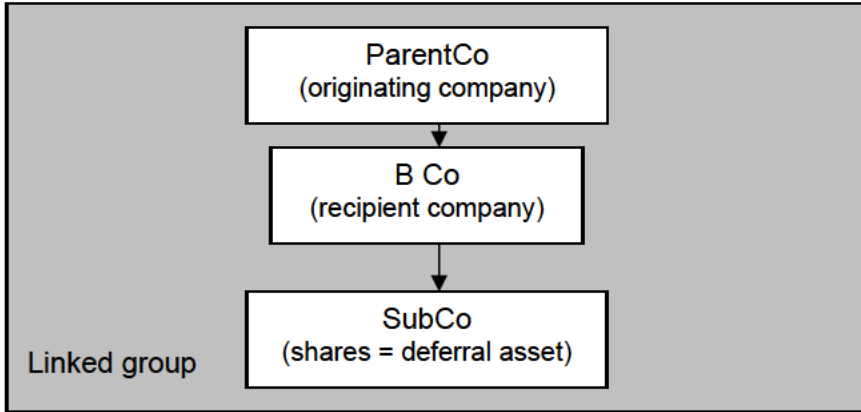 ParentCo
(originating company)
B Co
(recipient company)
SubCo
(shares = deferral asset)
Linked group